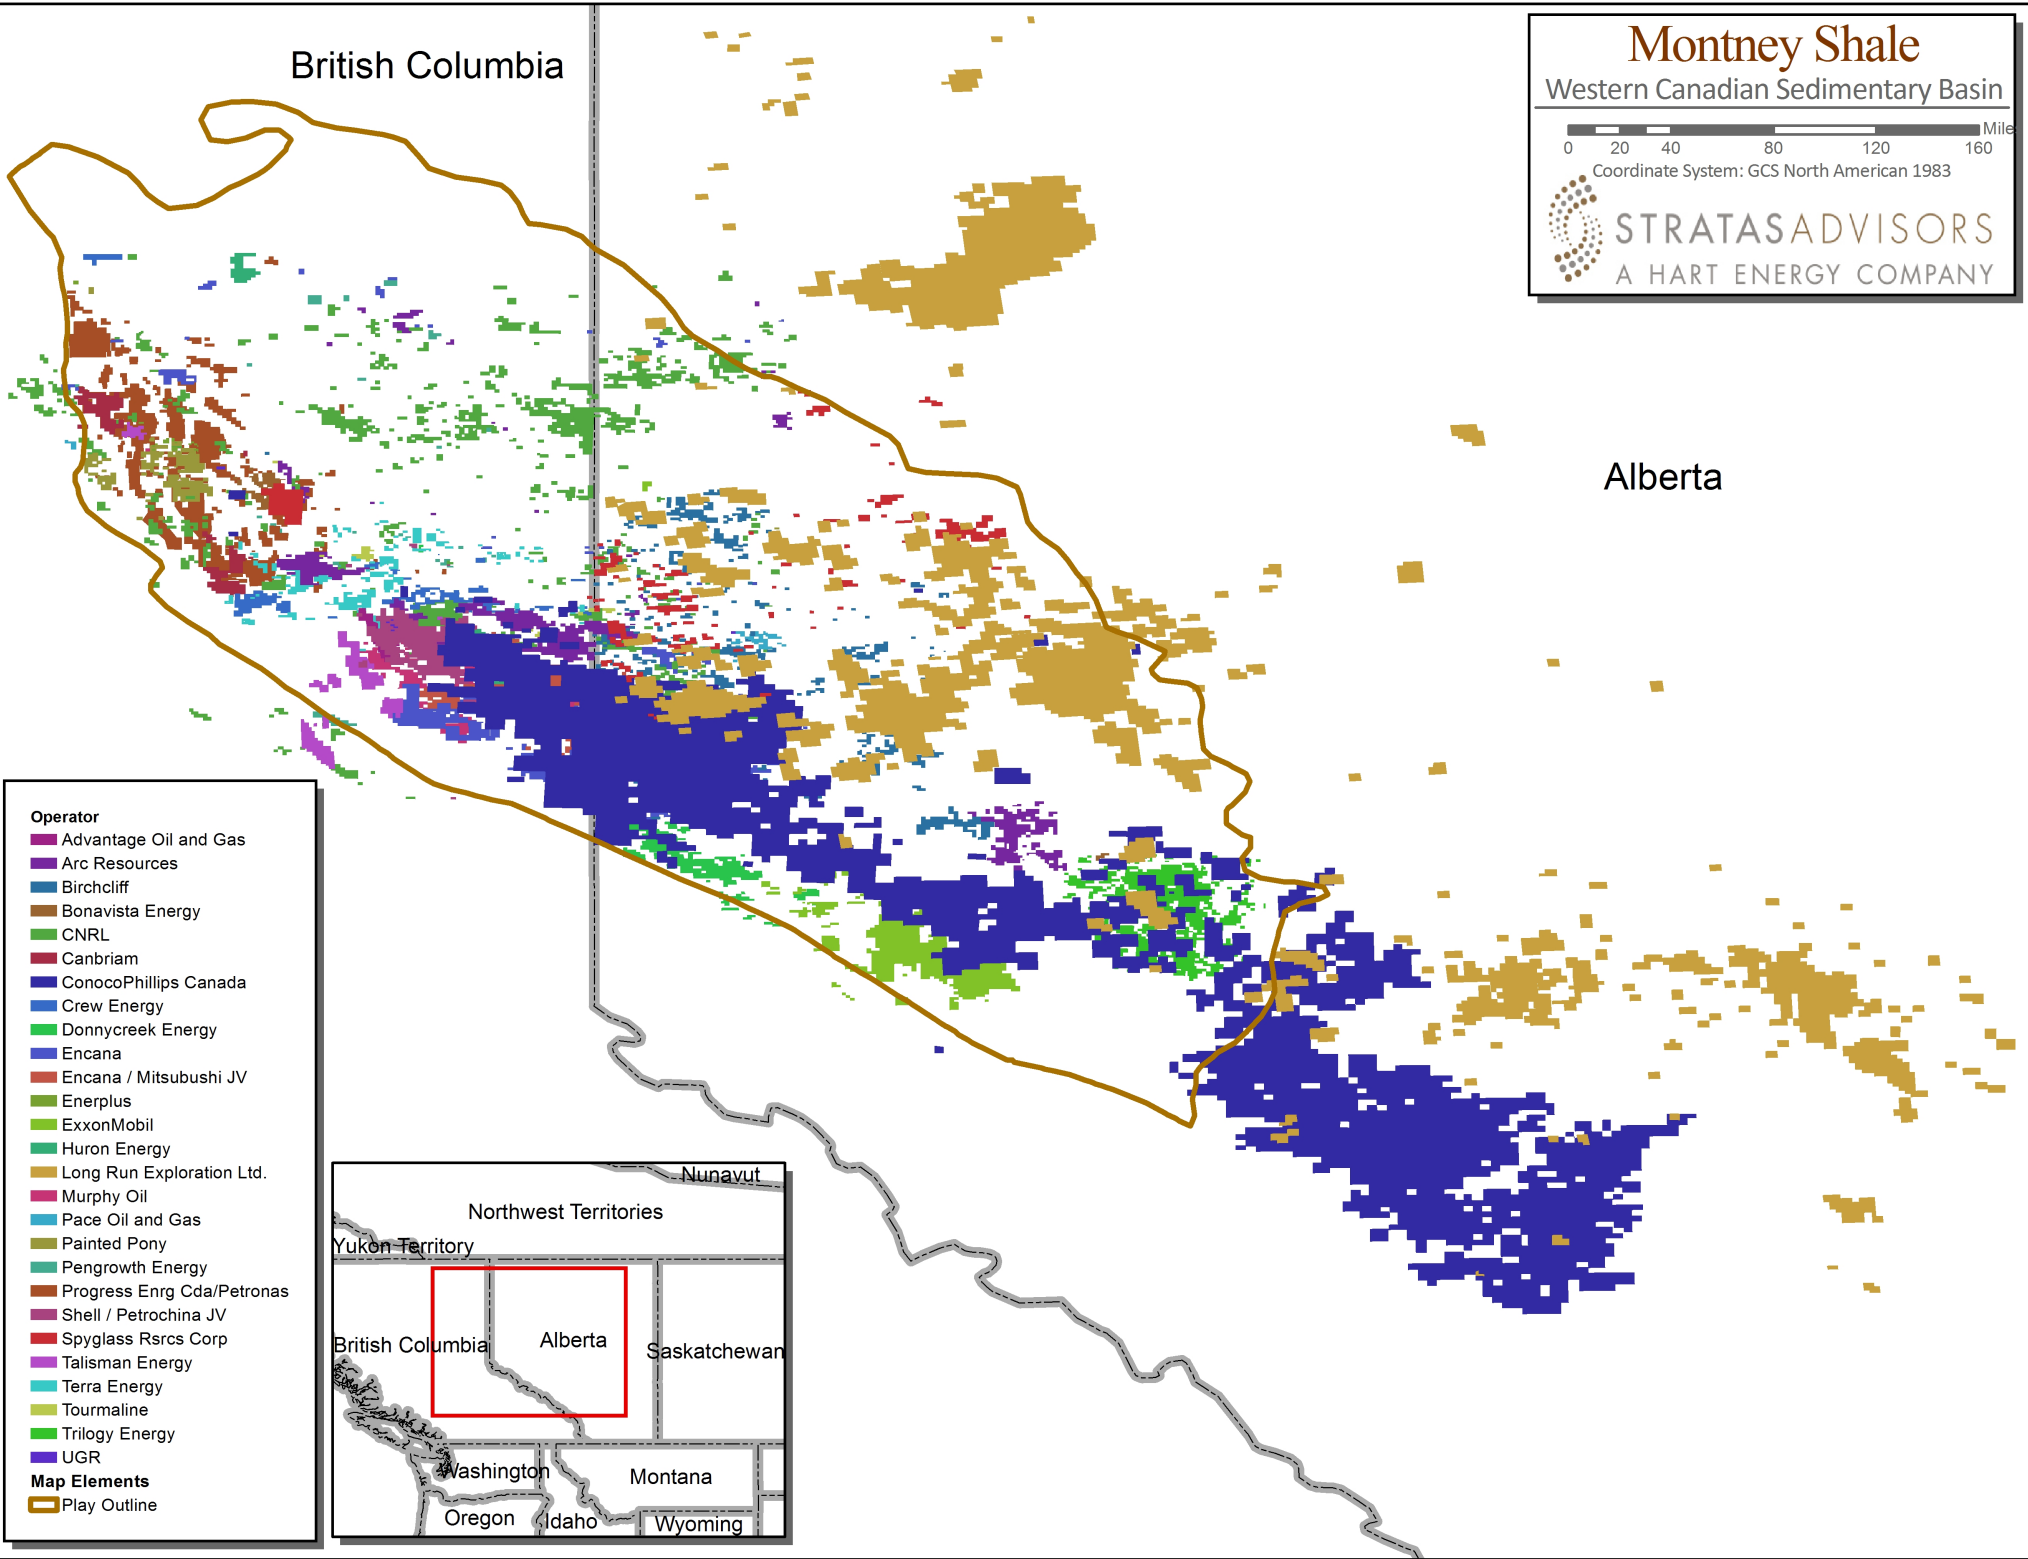 British Columbia
Montney Shale
Western Canadian Sedimentary Basin
Mile
0 20 40 80 120 160
Coordinate System: GCS North American 1983
STRATASADVISORS
A HART ENERGY COMPANY
Alberta
Operator
Advantage Oil and Gas
Arc Resources
Birchcliff
Bonavista Energy
CNRL
Canbriam
ConocoPhillips Canada
Crew Energy
Donnycreek Energy
Encana
Encana / Mitsubushi JV
Enerplus
ExxonMobil
Huron Energy
Long Run Exploration Ltd.
Murphy Oil
Pace Oil and Gas
Painted Pony
Pengrowth Energy
Progress Enrg Cda/Petronas
Shell / Petrochina JV
Spyglass Rsrcs Corp
Talisman Energy
Terra Energy
Tourmaline
Trilogy Energy
UGR
Map Elements
Play Outline
Nunavut
Northwest Territories
Yukon Territory
British Columbia
Alberta
Saskatchewan
Washington
Montana
Oregon
Idaho
Wyoming